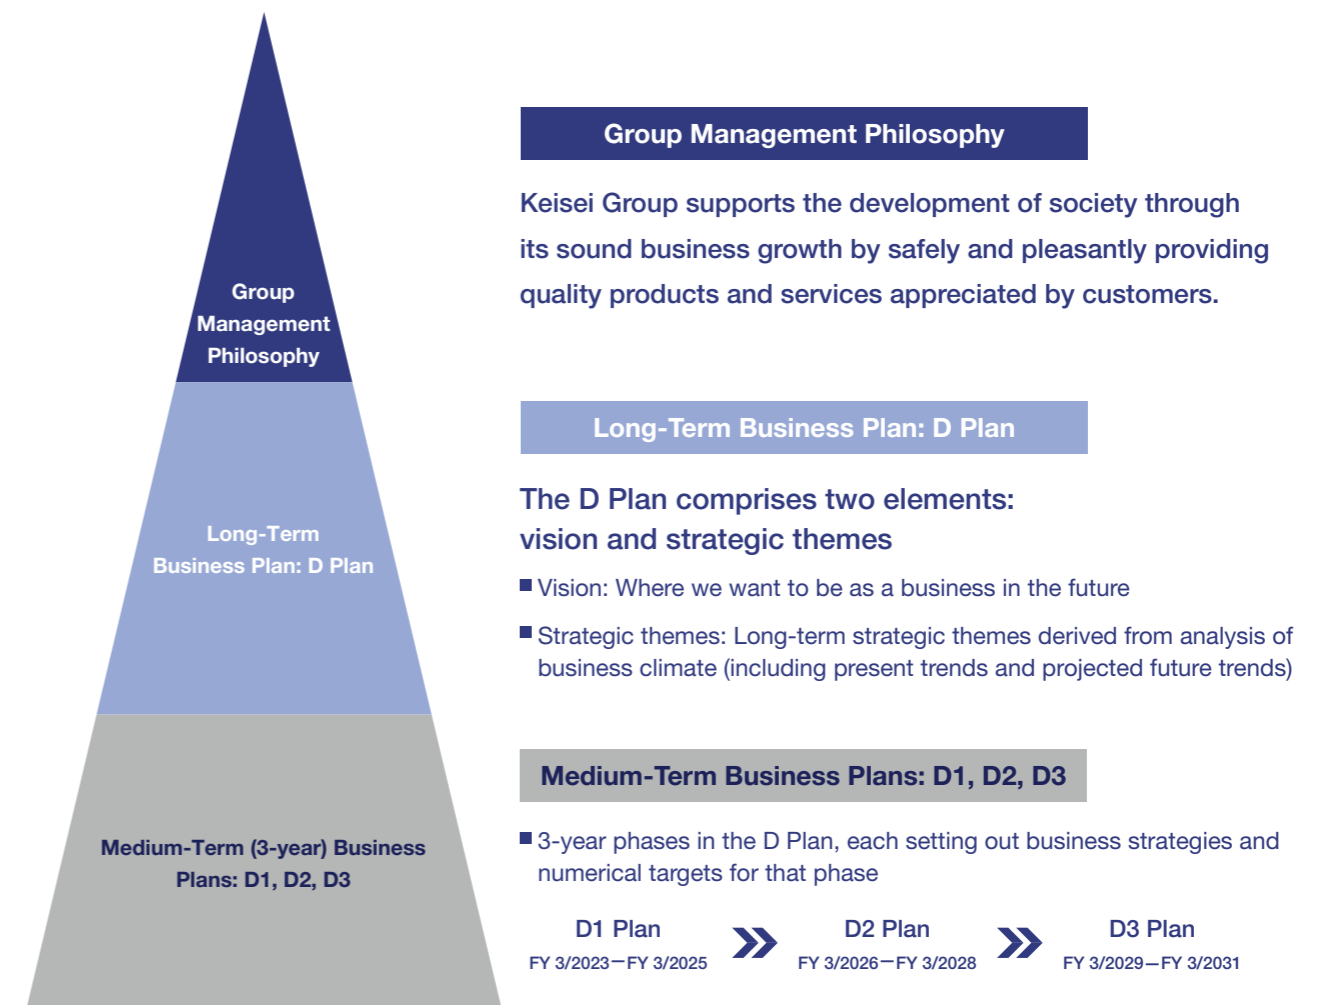 Group
Management
Philosophy
Long-Term
Business Plan: D Plan
Medium-Term (3-year) Business
Plans: D1, D2, D3
Group Management Philosophy
Keisei Group supports the development of society through
its sound business growth by safely and pleasantly providing
quality products and services appreciated by customers.
Long-Term Business Plan: D Plan
The D Plan comprises two elements:
vision and strategic themes
■ Vision: Where we want to be as a business in the future
■ Strategic themes: Long-term strategic themes derived from analysis of
business climate (including present trends and projected future trends)
Medium-Term Business Plans: D1, D2, D3
■ 3-year phases in the D Plan, each setting out business strategies and
numerical targets for that phase
D1 Plan
FY 3/2023–FY 3/2025
D2 Plan
FY 3/2026–FY 3/2028
D3 Plan
FY 3/2029–FY 3/2031